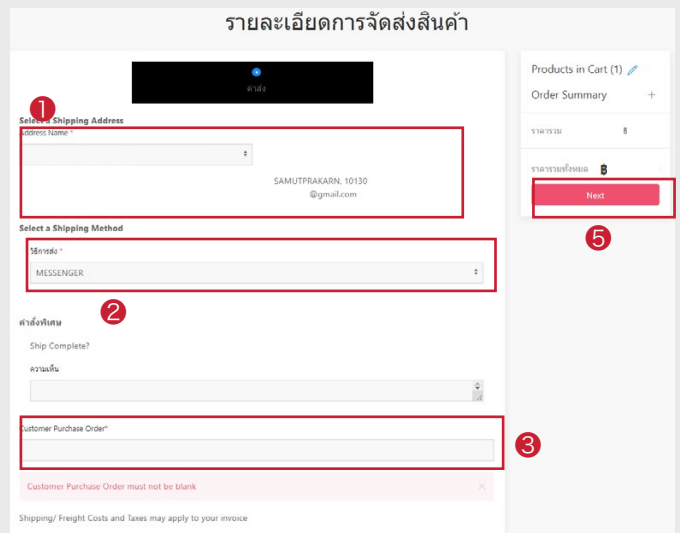 รายละเอียดการจัดส่งสินค้า
ค่าส่ง
1
Select a Shipping Address
Address Name *
SAMUTPRAKARN, 10130
@gmail.com
Select a Shipping Method
วิธีการส่ง *
MESSENGER
2
คำสั่งพิเศษ
Ship Complete?
ความเห็น
Customer Purchase Order*
3
Customer Purchase Order must not be blank
Shipping/ Freight Costs and Taxes may apply to your invoice
Products in Cart (1)
Order Summary +
ราคารวม ฿
ราคารวมทั้งหมด ฿
Next
5